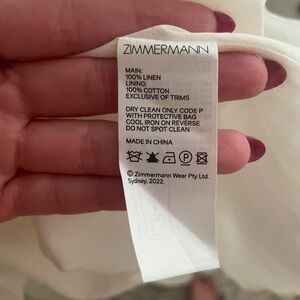 ZIMMERMANN
MAIN:
100% LINEN
LINING:
100% COTTON
EXCLUSIVE OF TRIMS
DRY CLEAN ONLY CODE P
WITH PROTECTIVE BAG
COOL IRON ON REVERSE
DO NOT SPOT CLEAN
MADE IN CHINA
P
© Zimmermann Wear Pty Ltd.
Sydney, 2022.